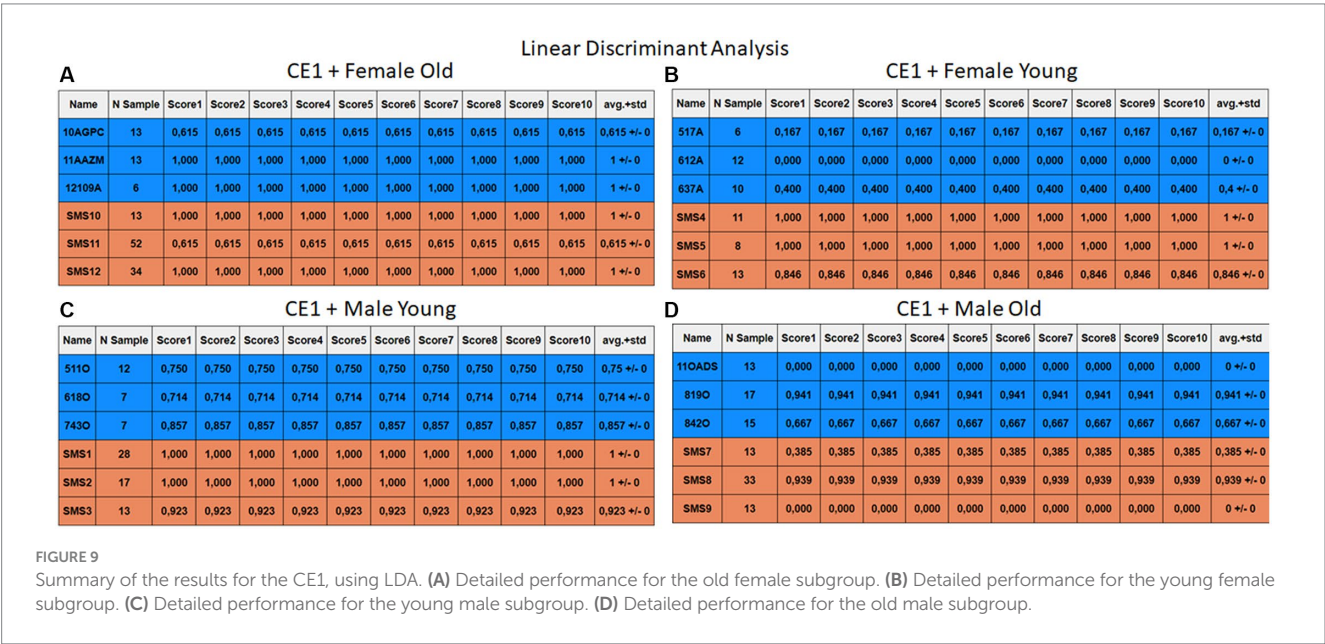 Linear Discriminant Analysis
A CE1 + Female Old
Name N Sample Score1 Score2 Score3 Score4 Score5 Score6 Score7 Score8 Score9 Score10 avg.+std
10AGPC 13 0,615 0,615 0,615 0,615 0,615 0,615 0,615 0,615 0,615 0,615 0,615 +/- 0
11AAZM 13 1,000 1,000 1,000 1,000 1,000 1,000 1,000 1,000 1,000 1,000 1 +/- 0
12109A 6 1,000 1,000 1,000 1,000 1,000 1,000 1,000 1,000 1,000 1,000 1 +/- 0
SMS10 13 1,000 1,000 1,000 1,000 1,000 1,000 1,000 1,000 1,000 1,000 1 +/- 0
SMS11 52 0,615 0,615 0,615 0,615 0,615 0,615 0,615 0,615 0,615 0,615 0,615 +/- 0
SMS12 34 1,000 1,000 1,000 1,000 1,000 1,000 1,000 1,000 1,000 1,000 1 +/- 0
B CE1 + Female Young
Name N Sample Score1 Score2 Score3 Score4 Score5 Score6 Score7 Score8 Score9 Score10 avg.+std
517A 6 0,167 0,167 0,167 0,167 0,167 0,167 0,167 0,167 0,167 0,167 0,167 +/- 0
612A 12 0,000 0,000 0,000 0,000 0,000 0,000 0,000 0,000 0,000 0,000 0 +/- 0
637A 10 0,400 0,400 0,400 0,400 0,400 0,400 0,400 0,400 0,400 0,400 0,4 +/- 0
SMS4 11 1,000 1,000 1,000 1,000 1,000 1,000 1,000 1,000 1,000 1,000 1 +/- 0
SMS5 8 1,000 1,000 1,000 1,000 1,000 1,000 1,000 1,000 1,000 1,000 1 +/- 0
SMS6 13 0,846 0,846 0,846 0,846 0,846 0,846 0,846 0,846 0,846 0,846 0,846 +/- 0
C CE1 + Male Young
Name N Sample Score1 Score2 Score3 Score4 Score5 Score6 Score7 Score8 Score9 Score10 avg.+std
511O 12 0,750 0,750 0,750 0,750 0,750 0,750 0,750 0,750 0,750 0,750 0,75 +/- 0
618O 7 0,714 0,714 0,714 0,714 0,714 0,714 0,714 0,714 0,714 0,714 0,714 +/- 0
743O 7 0,857 0,857 0,857 0,857 0,857 0,857 0,857 0,857 0,857 0,857 0,857 +/- 0
SMS1 28 1,000 1,000 1,000 1,000 1,000 1,000 1,000 1,000 1,000 1,000 1 +/- 0
SMS2 17 1,000 1,000 1,000 1,000 1,000 1,000 1,000 1,000 1,000 1,000 1 +/- 0
SMS3 13 0,923 0,923 0,923 0,923 0,923 0,923 0,923 0,923 0,923 0,923 0,923 +/- 0
D CE1 + Male Old
Name N Sample Score1 Score2 Score3 Score4 Score5 Score6 Score7 Score8 Score9 Score10 avg.+std
11OADS 13 0,000 0,000 0,000 0,000 0,000 0,000 0,000 0,000 0,000 0,000 0 +/- 0
819O 17 0,941 0,941 0,941 0,941 0,941 0,941 0,941 0,941 0,941 0,941 0,941 +/- 0
842O 15 0,667 0,667 0,667 0,667 0,667 0,667 0,667 0,667 0,667 0,667 0,667 +/- 0
SMS7 13 0,385 0,385 0,385 0,385 0,385 0,385 0,385 0,385 0,385 0,385 0,385 +/- 0
SMS8 33 0,939 0,939 0,939 0,939 0,939 0,939 0,939 0,939 0,939 0,939 0,939 +/- 0
SMS9 13 0,000 0,000 0,000 0,000 0,000 0,000 0,000 0,000 0,000 0,000 0 +/- 0
FIGURE 9
Summary of the results for the CE1, using LDA. (A) Detailed performance for the old female subgroup. (B) Detailed performance for the young female
subgroup. (C) Detailed performance for the young male subgroup. (D) Detailed performance for the old male subgroup.